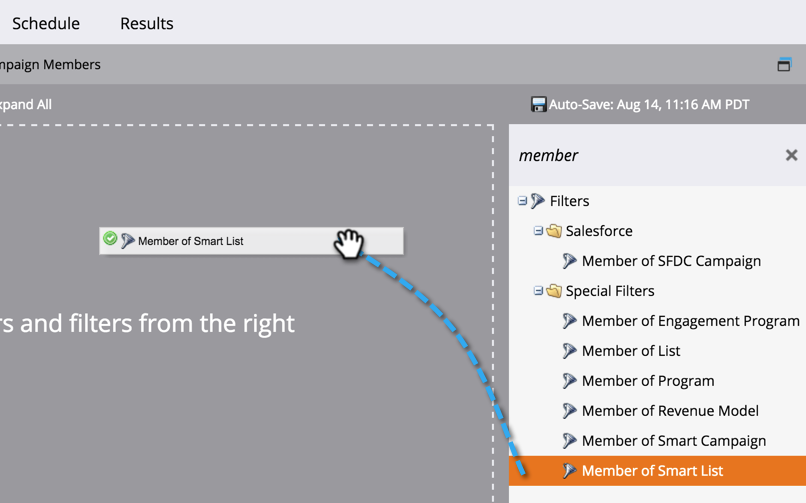 Schedule Results
mpaign Members
xpand All
Auto-Save: Aug 14, 11:16 AM PDT
member
Filters
Salesforce
Member of SFDC Campaign
Special Filters
Member of Engagement Program
Member of List
Member of Program
Member of Revenue Model
Member of Smart Campaign
Member of Smart List
Member of Smart List
rs and filters from the right